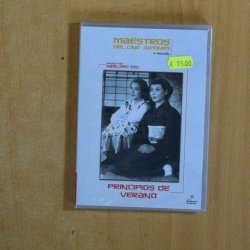 MAESTROS
DEL CINE JAPONÉS
€ 15,00
YASUJIRO OZU
PRINCIPIOS DE
VERANO